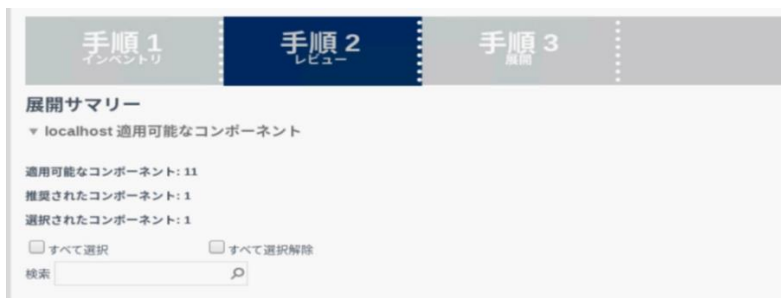 手順 1
インベントリ
手順 2
レビュー
手順 3
展開
展開サマリー
▼ localhost 適用可能なコンポーネント
適用可能なコンポーネント: 11
推奨されたコンポーネント: 1
選択されたコンポーネント: 1
すべて選択 すべて選択解除
検索